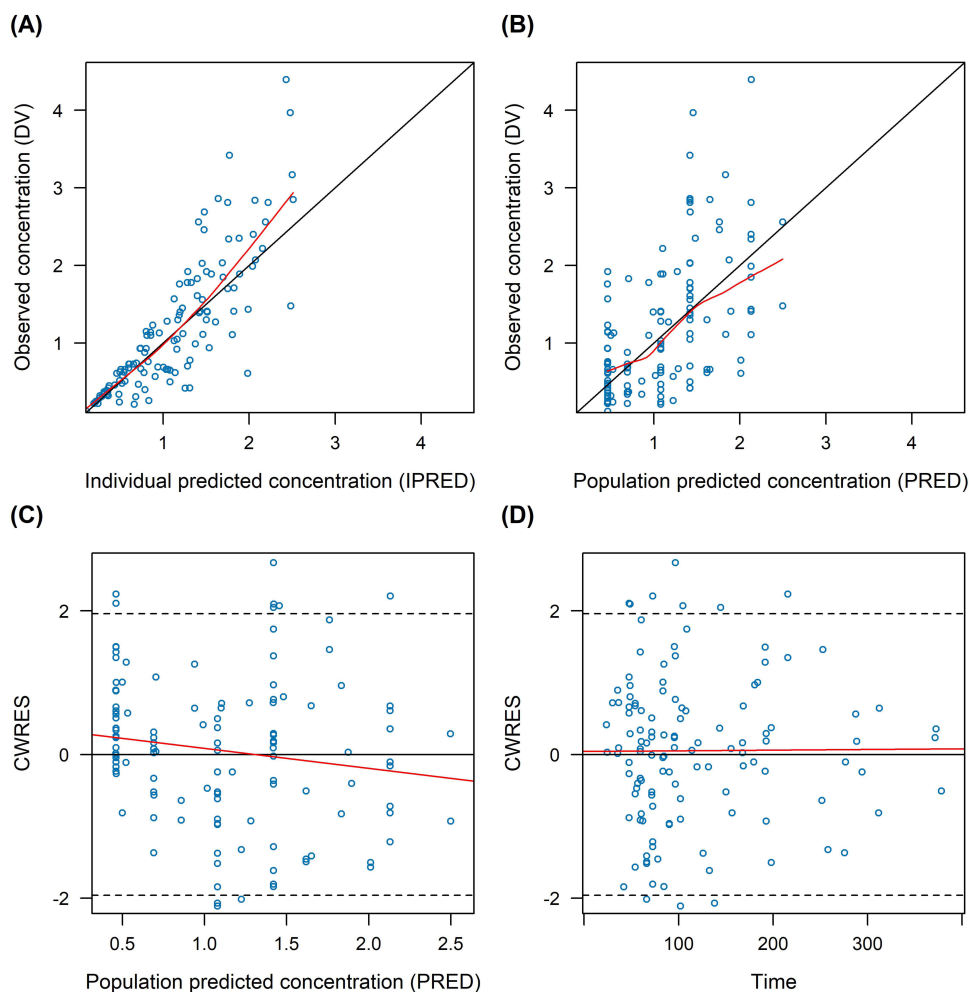 (A)
Observed concentration (DV)
4
3
2
1
1 2 3 4
Individual predicted concentration (IPRED)
(B)
Observed concentration (DV)
4
3
2
1
1 2 3 4
Population predicted concentration (PRED)
(C)
CWRES
2
0
-2
0.5 1.0 1.5 2.0 2.5
Population predicted concentration (PRED)
(D)
CWRES
2
0
-2
100 200 300
Time